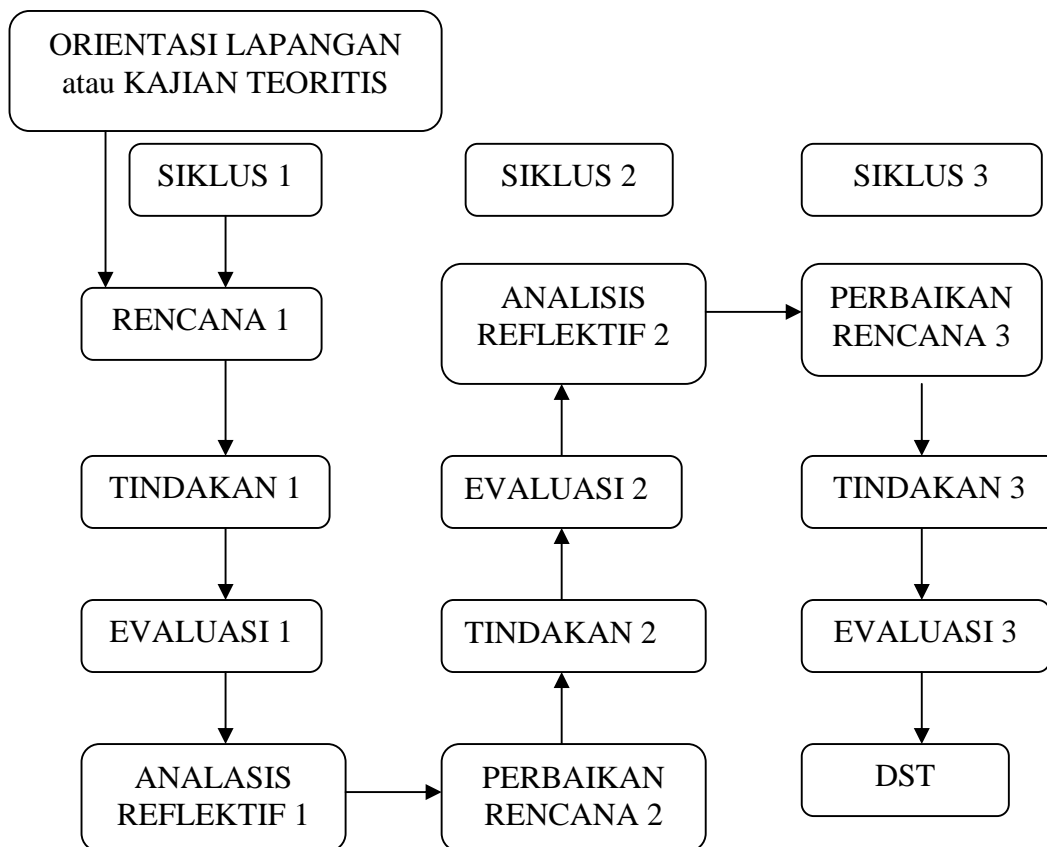 ORIENTASI LAPANGAN
atau KAJIAN TEORITIS
SIKLUS 1
SIKLUS 2
SIKLUS 3
RENCANA 1
ANALISIS
REFLEKTIF 2
PERBAIKAN
RENCANA 3
TINDAKAN 1
EVALUASI 2
TINDAKAN 3
EVALUASI 1
TINDAKAN 2
EVALUASI 3
ANALASIS
REFLEKTIF 1
PERBAIKAN
RENCANA 2
DST